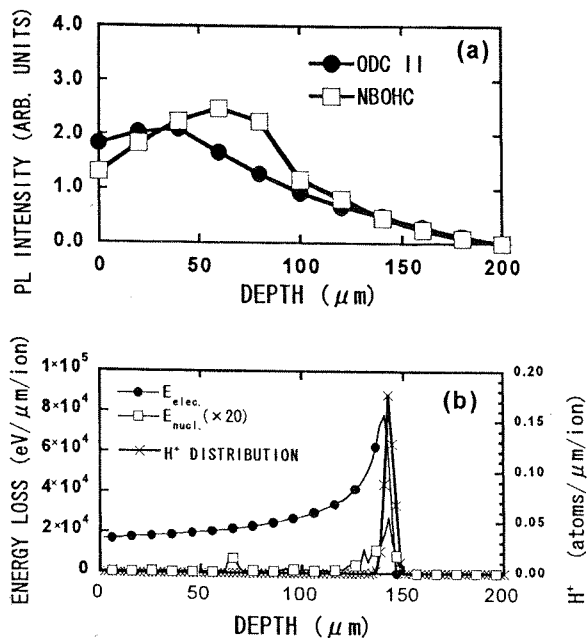 4.0
3.0
2.0
1.0
0.0
PL INTENSITY (ARB. UNITS)
(a)
ODC II
NBOHC
0 50 100 150 200
DEPTH (μm)
1×10⁵
8×10⁴
6×10⁴
4×10⁴
2×10⁴
0
ENERGY LOSS (eV/μm/ion)
(b)
E elec.
E nucl. (×20)
H⁺ DISTRIBUTION
0.20
0.15
0.10
0.05
0.00
H⁺ (atoms/μm/ion)
0 50 100 150 200
DEPTH (μm)